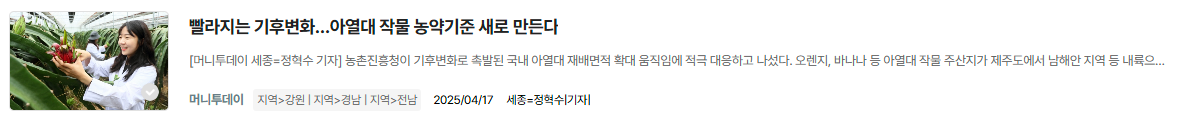 빨라지는 기후변화…아열대 작물 농약기준 새로 만든다
[머니투데이 세종=정혁수 기자] 농촌진흥청이 기후변화로 촉발된 국내 아열대 재배면적 확대 움직임에 적극 대응하고 나섰다. 오렌지, 바나나 등 아열대 작물 주산지가 제주도에서 남해안 지역 등 내륙으...
머니투데이 지역>강원 | 지역>경남 | 지역>전남 2025/04/17 세종=정혁수|기자|